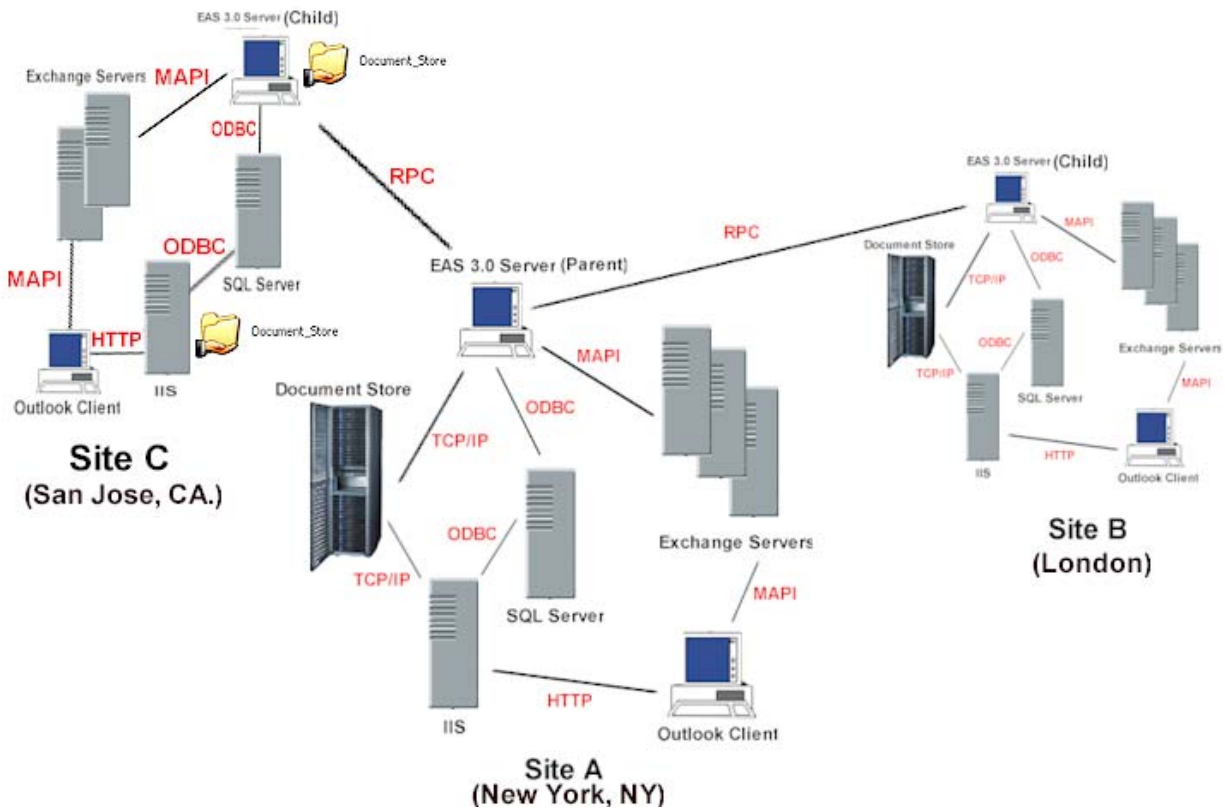 EAS 3.0 Server (Child)
Document_Store
Exchange Servers
MAPI
ODBC
RPC
ODBC
SQL Server
MAPI
HTTP
Document_Store
IIS
Outlook Client
Site C
(San Jose, CA.)
EAS 3.0 Server (Parent)
RPC
MAPI
Document Store
ODBC
TCP/IP
ODBC
TCP/IP
Exchange Servers
SQL Server
MAPI
HTTP
IIS
Outlook Client
Site A
(New York, NY)
EAS 3.0 Server (Child)
MAPI
Document Store
ODBC
TCP/IP
ODBC
Exchange Servers
TCP/IP
MAPI
SQL Server
HTTP
IIS
Outlook Client
Site B
(London)